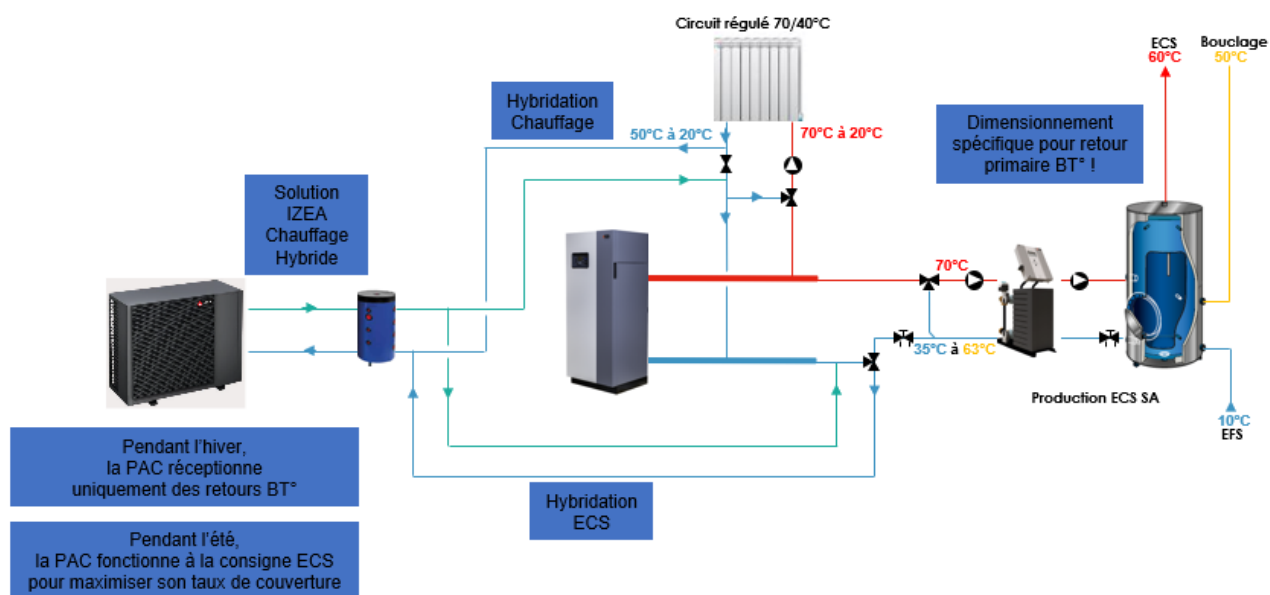 Circuit régulé 70/40°C
ECS
60°C
Bouclage
50°C
Hybridation
Chauffage
50°C à 20°C
70°C à 20°C
Dimensionnement
spécifique pour retour
primaire BT° !
Solution
IZEA
Chauffage
Hybride
70°C
35°C à 63°C
Production ECS SA
10°C
EFS
Pendant l'hiver,
la PAC réceptionne
uniquement des retours BT°
Hybridation
ECS
Pendant l'été,
la PAC fonctionne à la consigne ECS
pour maximiser son taux de couverture